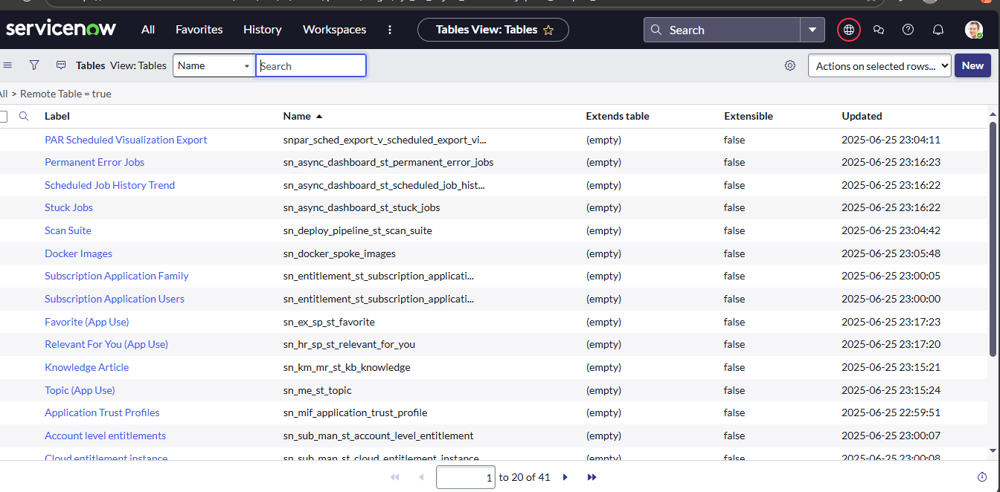 servicenow All Favorites History Workspaces Tables View: Tables Search
Tables View: Tables Name Search Actions on selected rows... New
All > Remote Table = true
Label Name Extends table Extensible Updated
PAR Scheduled Visualization Export snpar_sched_export_v_scheduled_export_vi... (empty) false 2025-06-25 23:04:11
Permanent Error Jobs sn_async_dashboard_st_permanent_error_jobs (empty) false 2025-06-25 23:16:23
Scheduled Job History Trend sn_async_dashboard_st_scheduled_job_hist... (empty) false 2025-06-25 23:16:22
Stuck Jobs sn_async_dashboard_st_stuck_jobs (empty) false 2025-06-25 23:16:22
Scan Suite sn_deploy_pipeline_st_scan_suite (empty) false 2025-06-25 23:04:42
Docker Images sn_docker_spoke_images (empty) false 2025-06-25 23:05:48
Subscription Application Family sn_entitlement_st_subscription_applicati... (empty) false 2025-06-25 23:00:05
Subscription Application Users sn_entitlement_st_subscription_applicati... (empty) false 2025-06-25 23:00:00
Favorite (App Use) sn_ex_sp_st_favorite (empty) false 2025-06-25 23:17:23
Relevant For You (App Use) sn_hr_sp_st_relevant_for_you (empty) false 2025-06-25 23:17:20
Knowledge Article sn_km_mr_st_kb_knowledge (empty) false 2025-06-25 23:15:21
Topic (App Use) sn_me_st_topic (empty) false 2025-06-25 23:15:24
Application Trust Profiles sn_mif_application_trust_profile (empty) false 2025-06-25 22:59:51
Account level entitlements sn_sub_man_st_account_level_entitlement (empty) false 2025-06-25 23:00:07
Cloud entitlement instance sn_sub_man_st_cloud_entitlement_instance (empty) false 2025-06-25 23:00:08
1 to 20 of 41